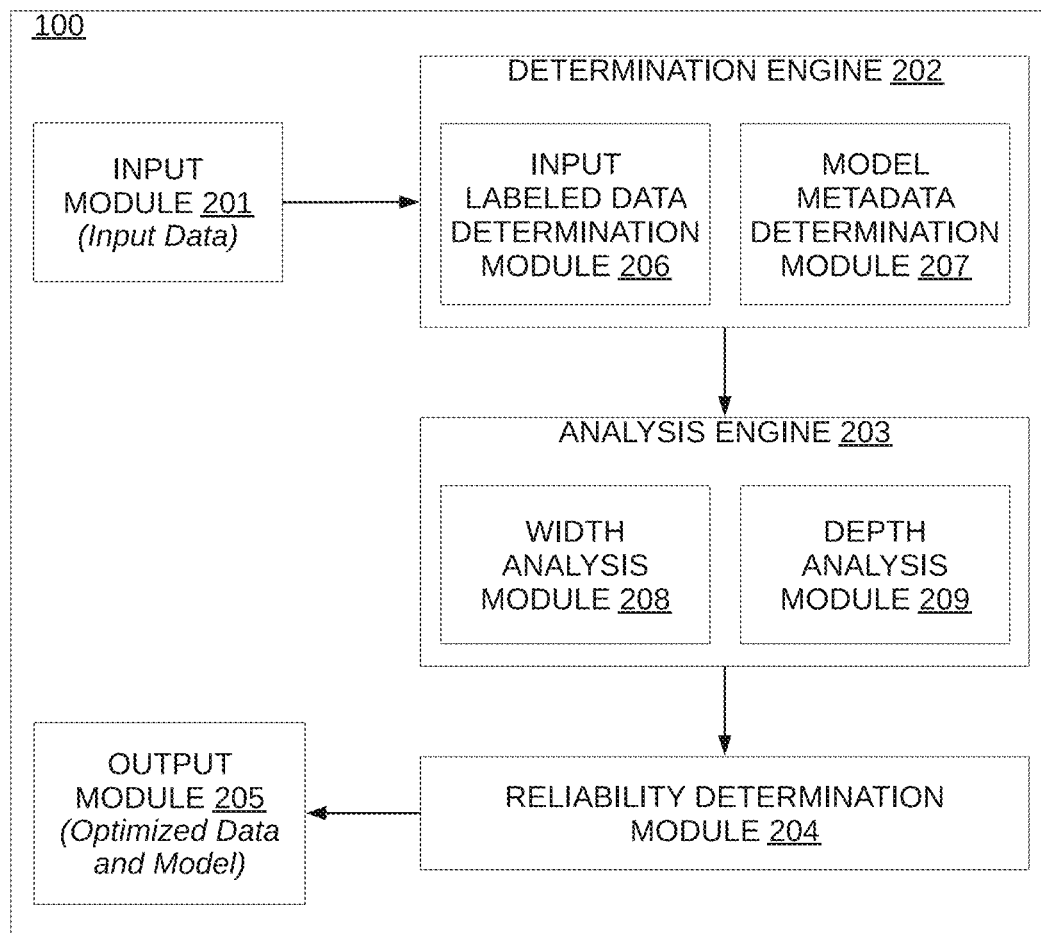 100
DETERMINATION ENGINE 202
INPUT
MODULE 201
(Input Data)
INPUT
LABELED DATA
DETERMINATION
MODULE 206
MODEL
METADATA
DETERMINATION
MODULE 207
ANALYSIS ENGINE 203
WIDTH
ANALYSIS
MODULE 208
DEPTH
ANALYSIS
MODULE 209
OUTPUT
MODULE 205
(Optimized Data
and Model)
RELIABILITY DETERMINATION
MODULE 204